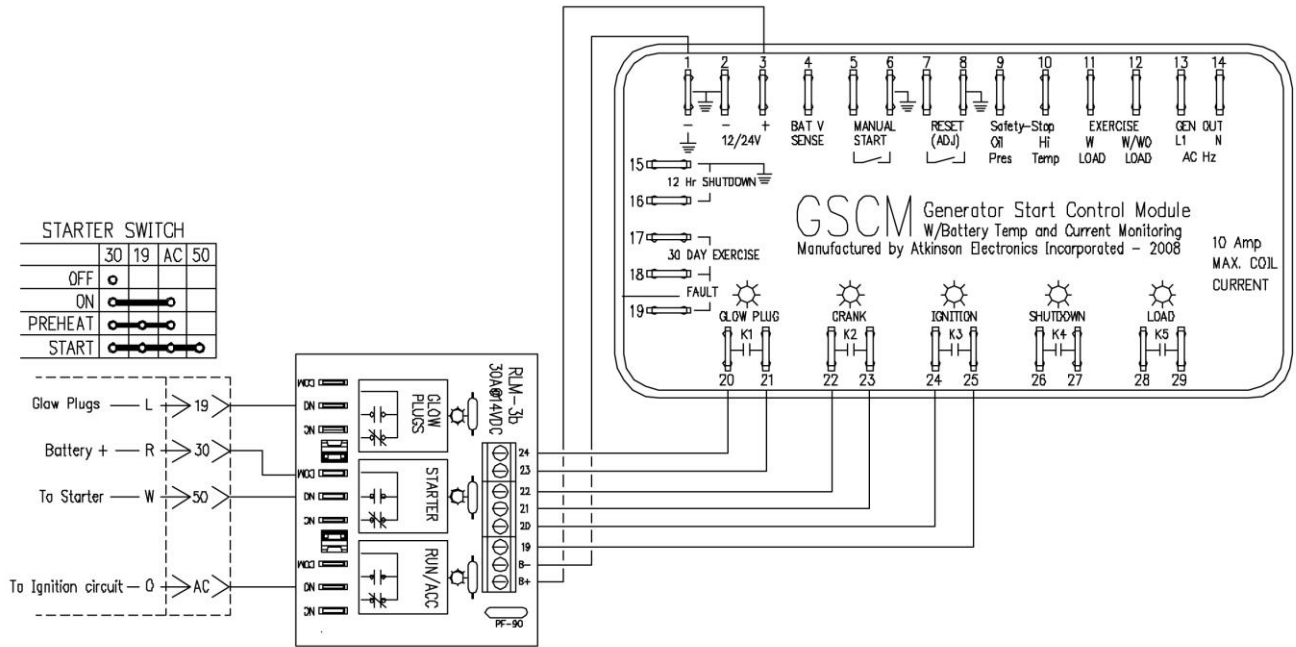 1 2 3 4 5 6 7 8 9 10 11 12 13 14
- - + BAT V MANUAL RESET Safety-Stop EXERCISE GEN OUT
12/24V SENSE START (ADJ) Oil Hi W W/WO L1 N
Pres Temp LOAD LOAD AC Hz
15
12 Hr SHUTDOWN
16
17
30 DAY EXERCISE
18
FAULT
19
GSCM Generator Start Control Module
W/Battery Temp and Current Monitoring
Manufactured by Atkinson Electronics Incorporated - 2008
10 Amp
MAX. COIL
CURRENT
GLOW PLUG CRANK IGNITION SHUTDOWN LOAD
K1 K2 K3 K4 K5
20 21 22 23 24 25 26 27 28 29
STARTER SWITCH
30 19 AC 50
OFF
ON
PREHEAT
START
Glaw Plugs L 19
Battery + R 30
To Starter W 50
To Ignition circuit O AC
COM
NO
NC
COM
NO
NC
COM
NO
NC
GLOW
PLUGS
STARTER
RUN/ACC
RLM-3b
30A@14VDC
24
23
22
21
20
19
B-
B+
PF-90